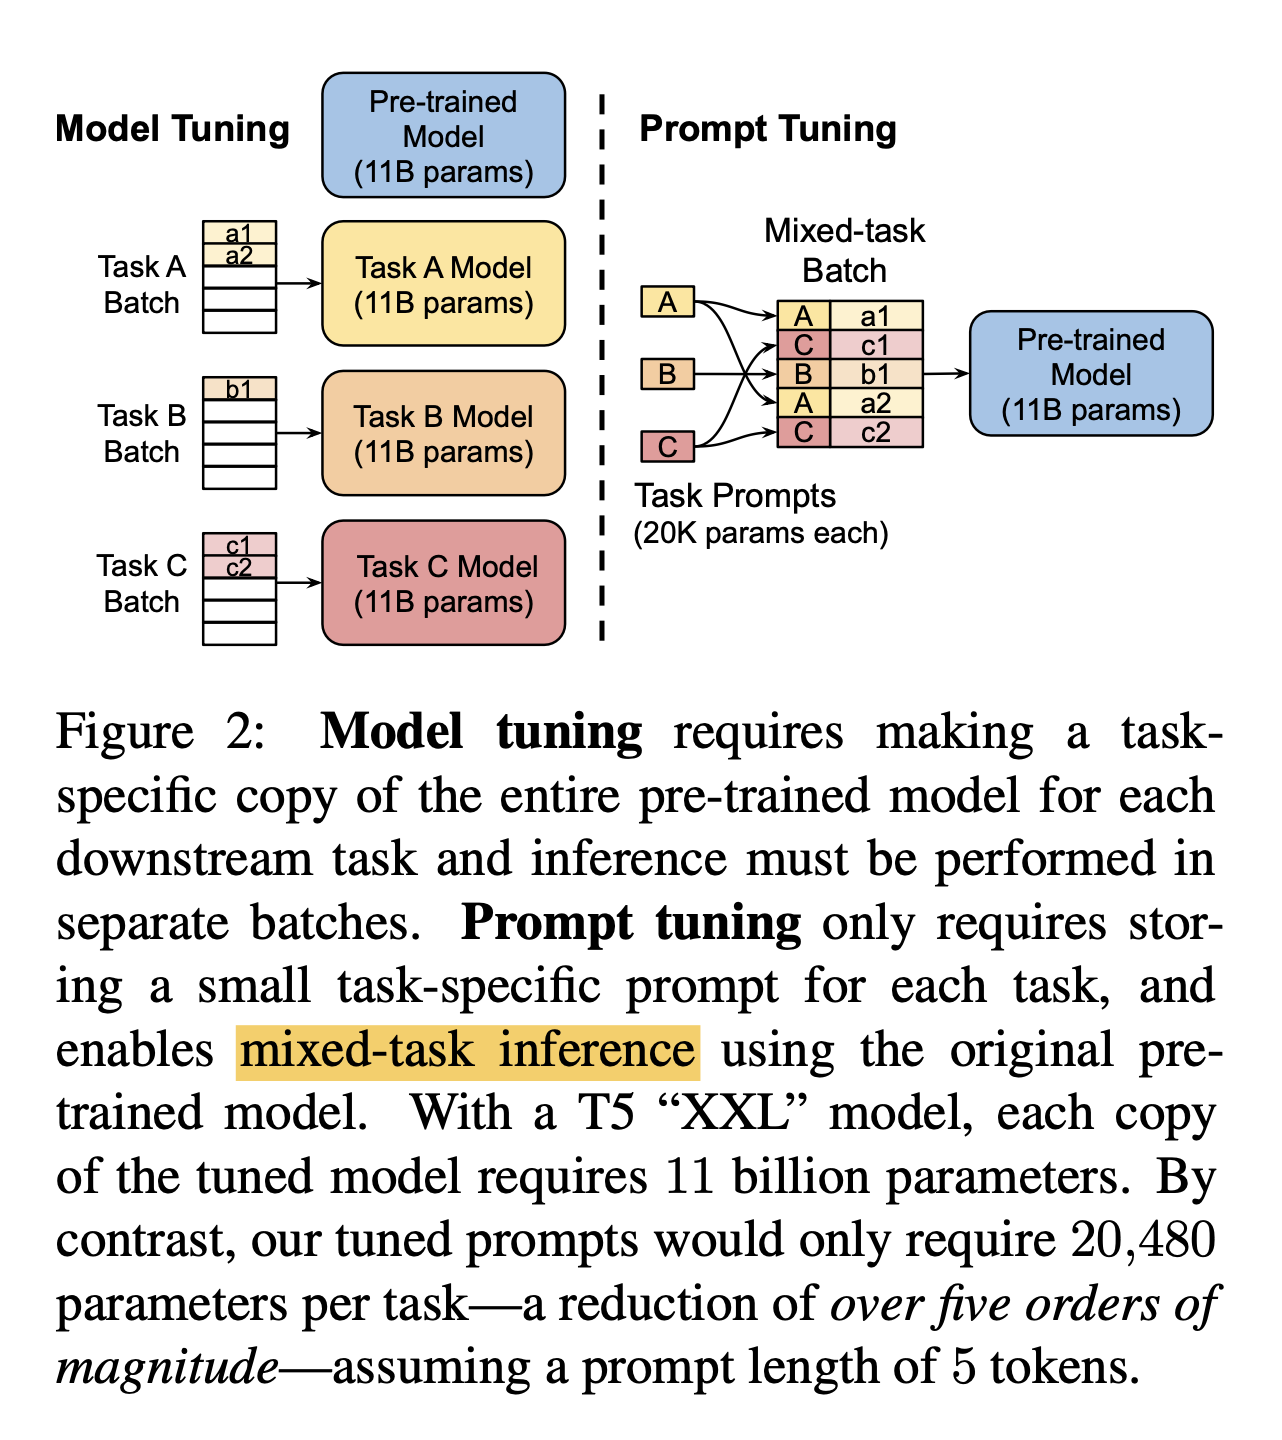 Model Tuning
Pre-trained
Model
(11B params)
Task A
Batch
a1
a2
Task A Model
(11B params)
Task B
Batch
b1
Task B Model
(11B params)
Task C
Batch
c1
c2
Task C Model
(11B params)
Prompt Tuning
Mixed-task
Batch
A
B
C
A a1
C c1
B b1
A a2
C c2
Task Prompts
(20K params each)
Pre-trained
Model
(11B params)
Figure 2: Model tuning requires making a task-
specific copy of the entire pre-trained model for each
downstream task and inference must be performed in
separate batches. Prompt tuning only requires stor-
ing a small task-specific prompt for each task, and
enables mixed-task inference using the original pre-
trained model. With a T5 “XXL” model, each copy
of the tuned model requires 11 billion parameters. By
contrast, our tuned prompts would only require 20,480
parameters per task—a reduction of over five orders of
magnitude—assuming a prompt length of 5 tokens.